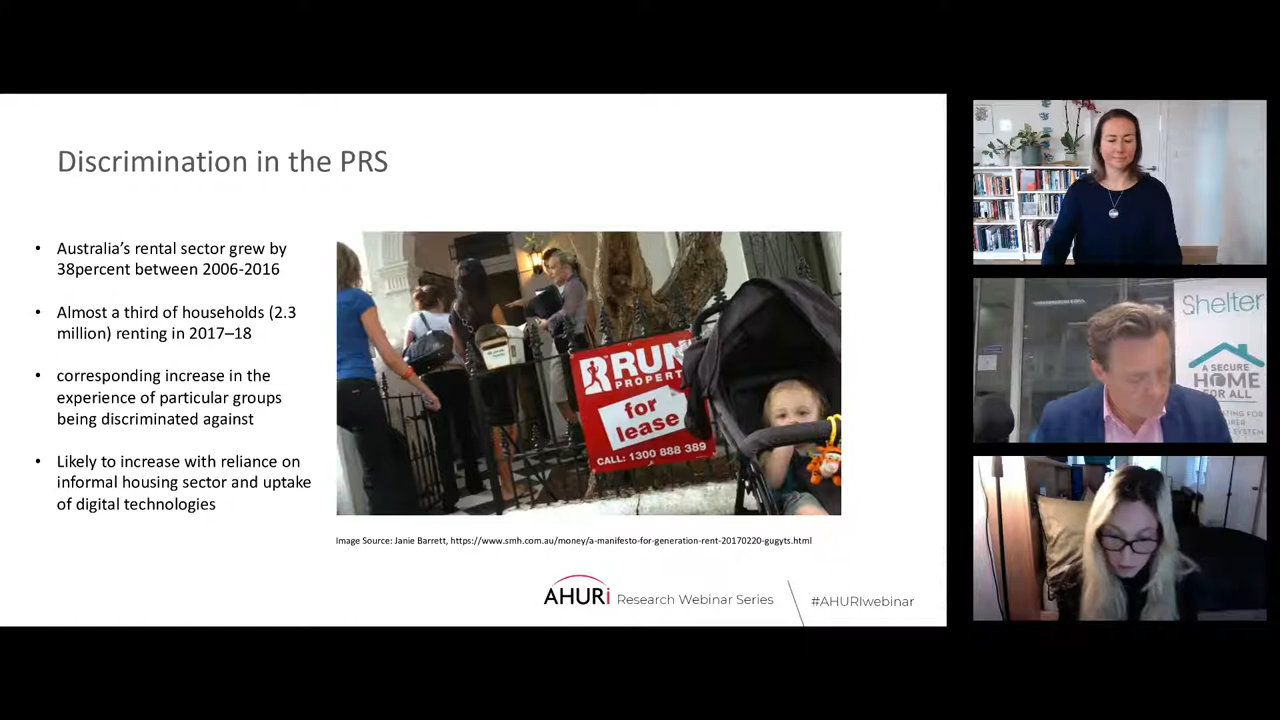 Discrimination in the PRS
• Australia’s rental sector grew by
38percent between 2006-2016
• Almost a third of households (2.3
million) renting in 2017–18
• corresponding increase in the
experience of particular groups
being discriminated against
• Likely to increase with reliance on
informal housing sector and uptake
of digital technologies
RUN
PROPERT
for
lease
CALL: 1300 888 389
Image Source: Janie Barrett, https://www.smh.com.au/money/a-manifesto-for-generation-rent-20170220-gugyts.html
AHURi Research Webinar Series
#AHURIwebinar
Shelter
A SECURE
HOME
FOR ALL
SYSTEM